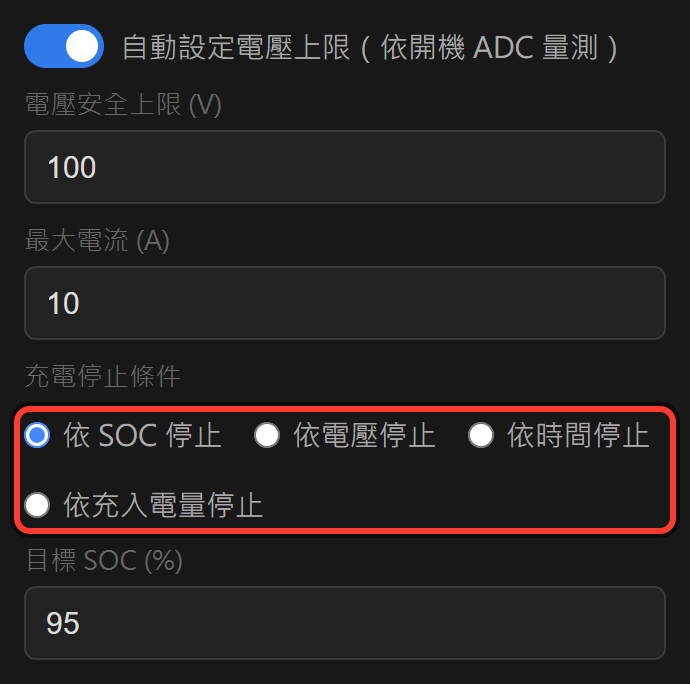 自動設定電壓上限（依開機 ADC 量測）
電壓安全上限 (V)
100
最大電流 (A)
10
充電停止條件
依 SOC 停止 依電壓停止 依時間停止
依充入電量停止
目標 SOC (%)
95